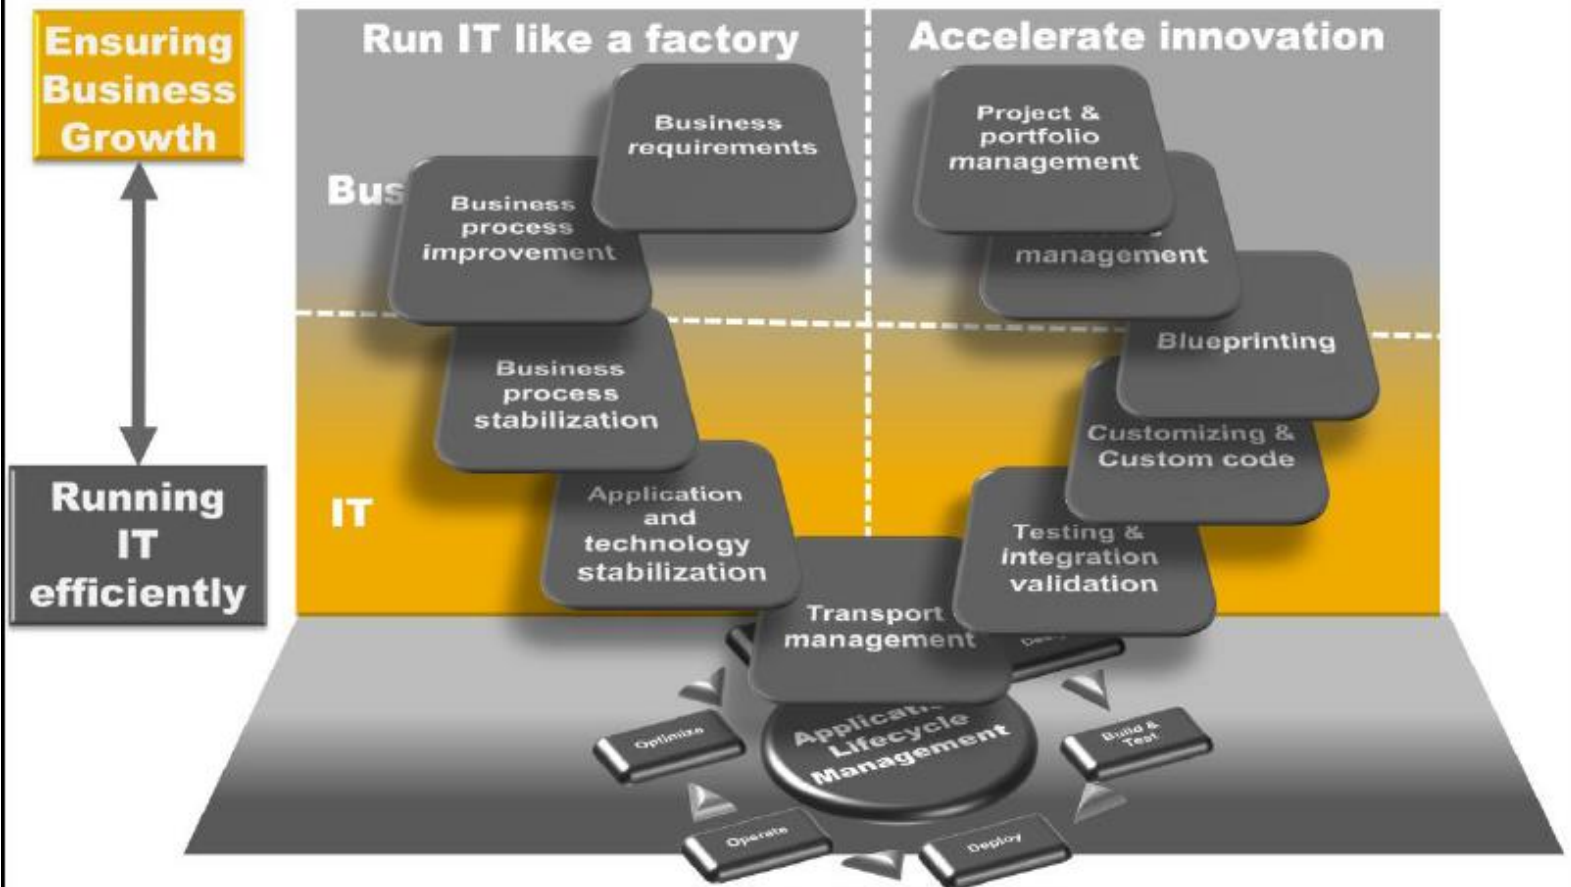 Ensuring
Business
Growth
Running
IT
efficiently
Run IT like a factory
Accelerate innovation
Bus
IT
Business
requirements
Business
process
improvement
Business
process
stabilization
Application
and
technology
stabilization
Transport
management
Project &
portfolio
management
management
Blueprinting
Customizing &
Custom code
Testing &
integration
validation
Lifecycle
Management
Optimize
Operate
Deploy
Build &
Test